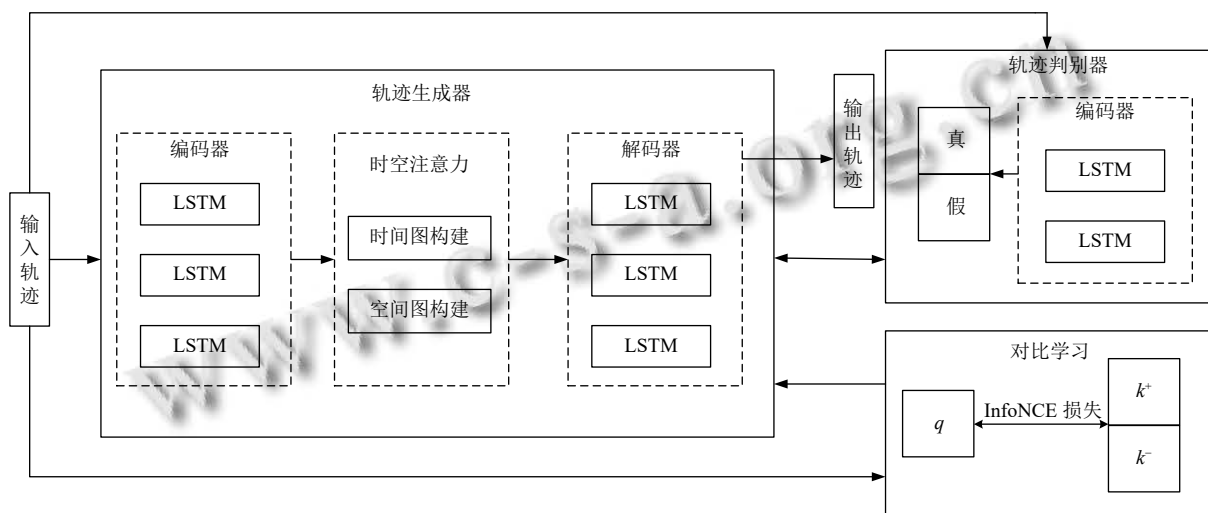 输入轨迹
轨迹生成器
编码器
LSTM
LSTM
LSTM
时空注意力
时间图构建
空间图构建
解码器
LSTM
LSTM
LSTM
输出轨迹
轨迹判别器
真
假
编码器
LSTM
LSTM
对比学习
q
InfoNCE 损失
k⁺
k⁻
www.c-s-a.org.cn